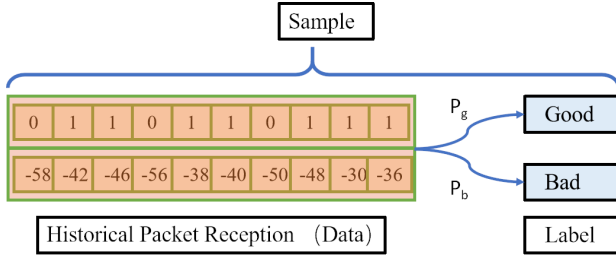 Sample
0 1 1 0 1 1 0 1 1 1
Pg
Good
-58 -42 -46 -56 -38 -40 -50 -48 -30 -36
Pb
Bad
Historical Packet Reception （Data）
Label